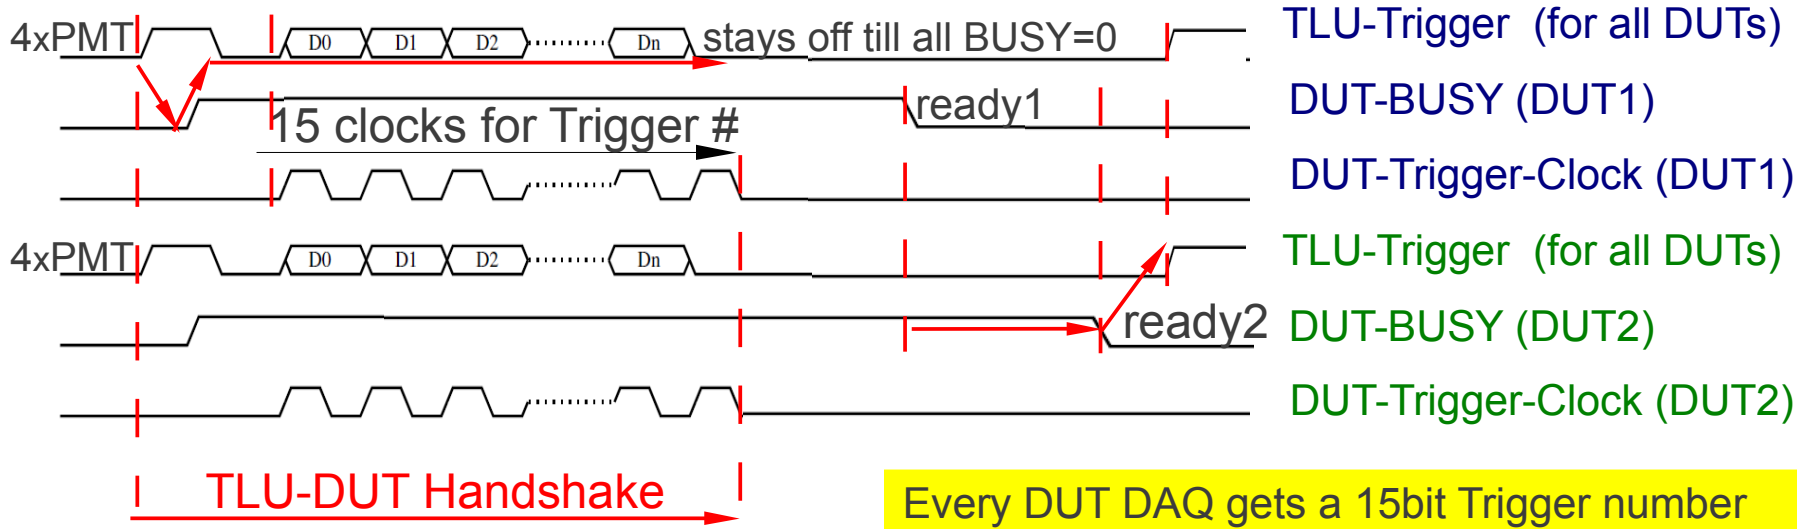 4xPMT D0 D1 D2 Dn stays off till all BUSY=0 TLU-Trigger (for all DUTs)
ready1 DUT-BUSY (DUT1)
15 clocks for Trigger #
DUT-Trigger-Clock (DUT1)
4xPMT D0 D1 D2 Dn TLU-Trigger (for all DUTs)
ready2 DUT-BUSY (DUT2)
DUT-Trigger-Clock (DUT2)
TLU-DUT Handshake
Every DUT DAQ gets a 15bit Trigger number